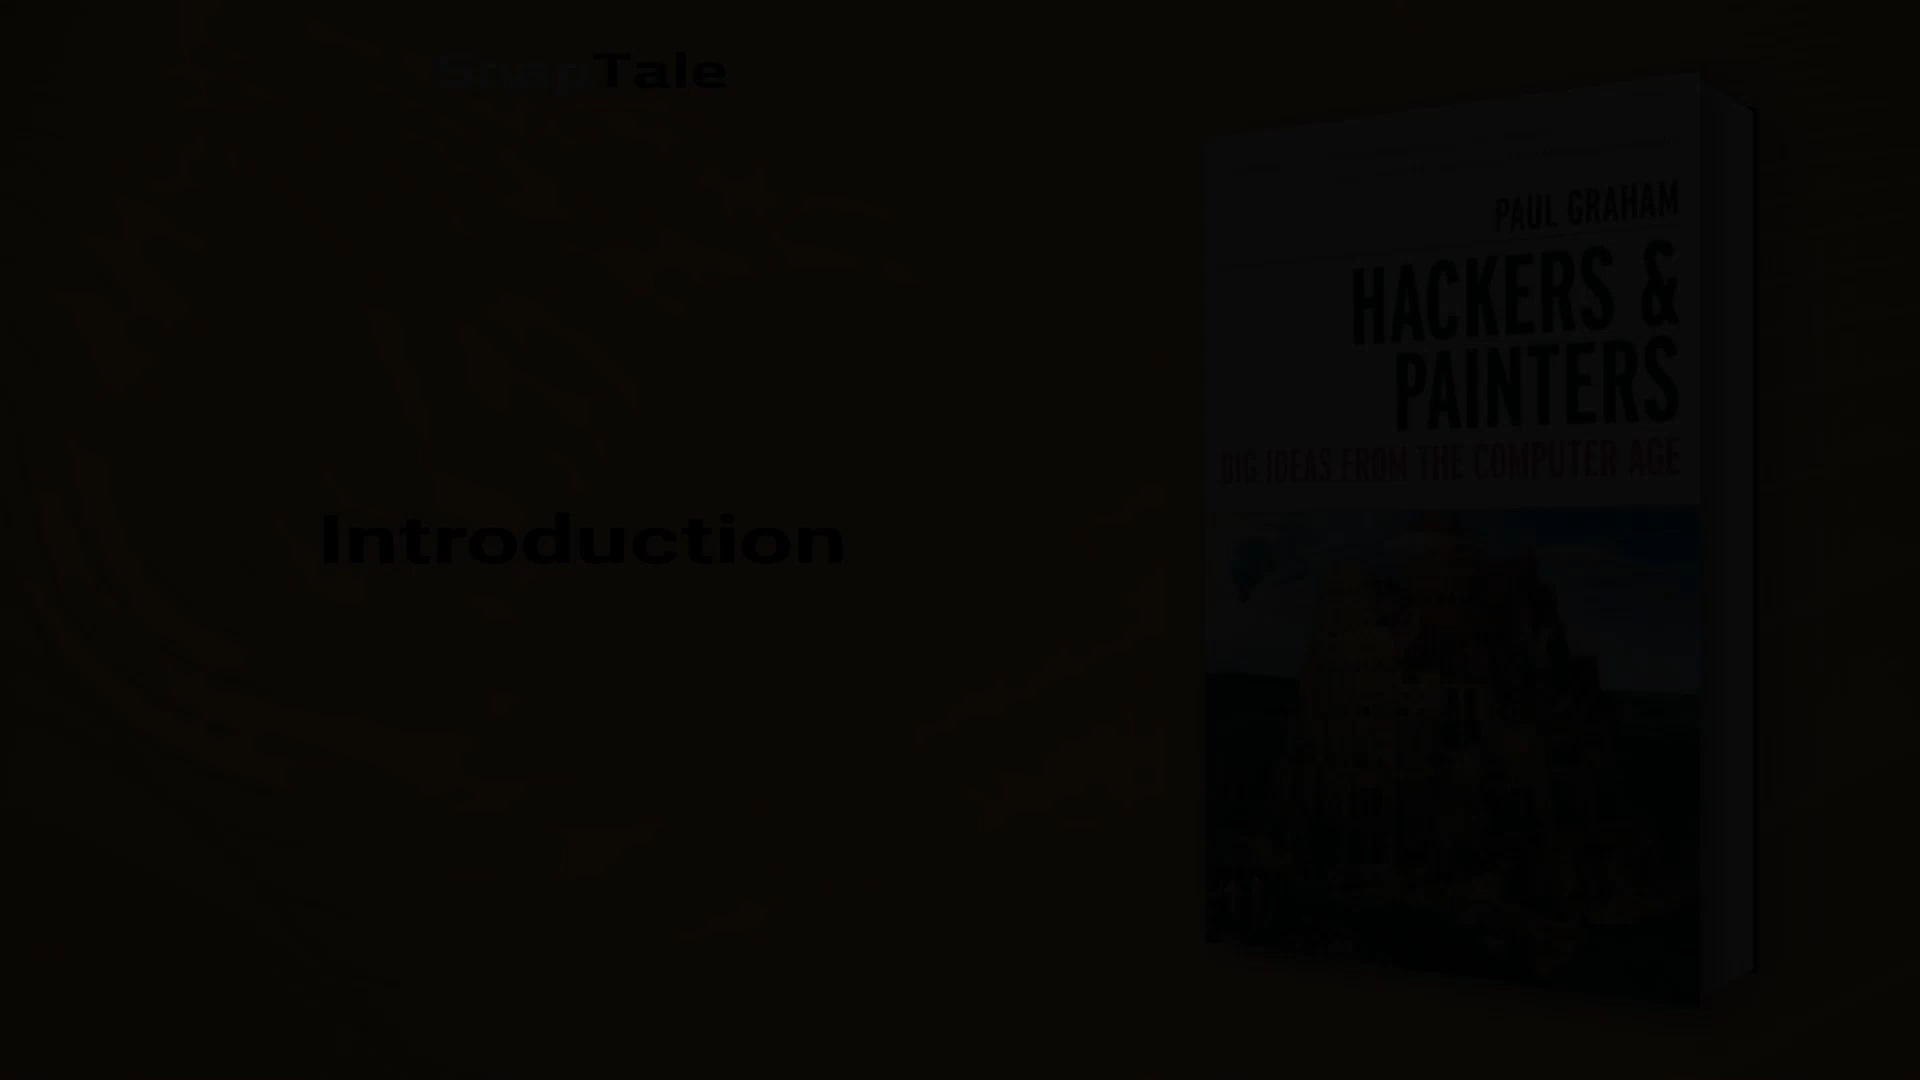 SnapTale
Introduction
PAUL GRAHAM
HACKERS &
PAINTERS
BIG IDEAS FROM THE COMPUTER AGE